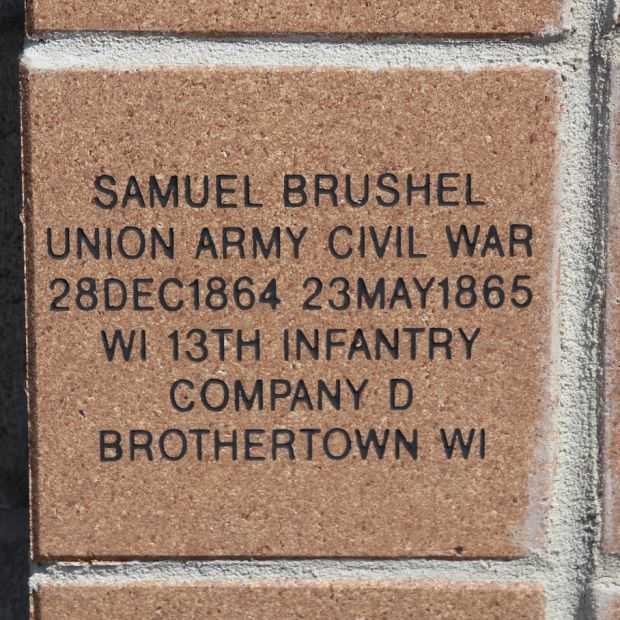 SAMUEL BRUSHEL
UNION ARMY CIVIL WAR
28DEC1864 23MAY1865
WI 13TH INFANTRY
COMPANY D
BROTHERTOWN WI